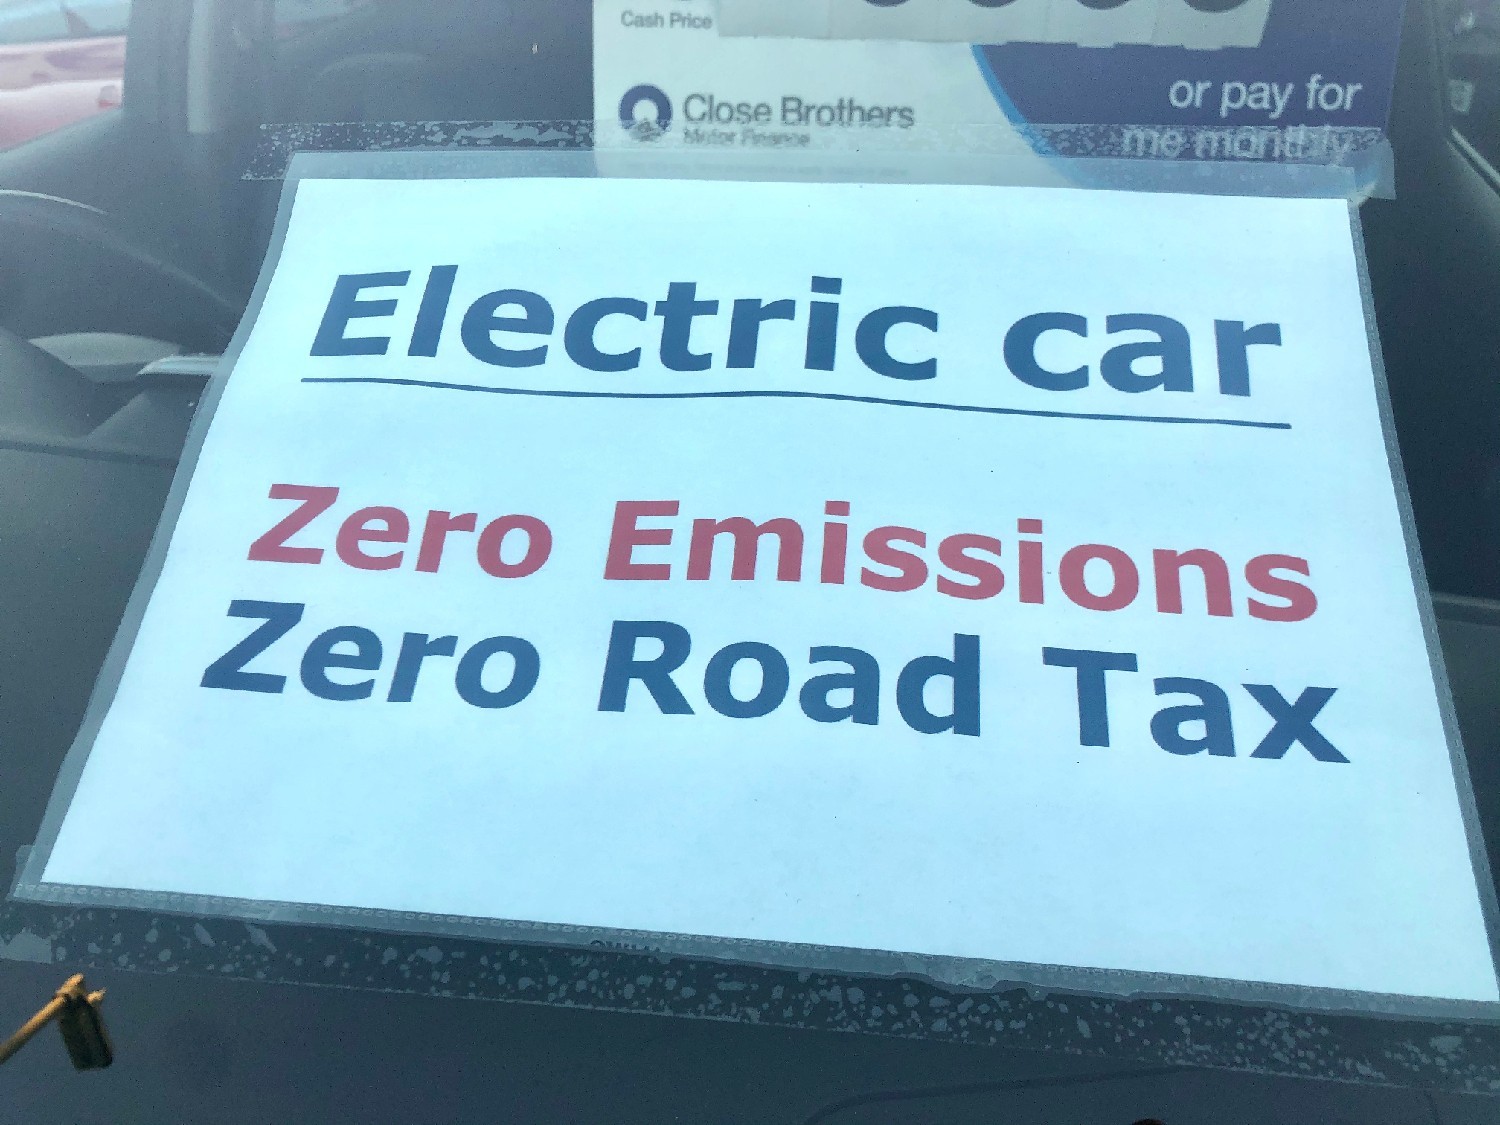 Cash Price
Close Brothers
Motor Finance
or pay for
me monthly
Electric car
Zero Emissions
Zero Road Tax